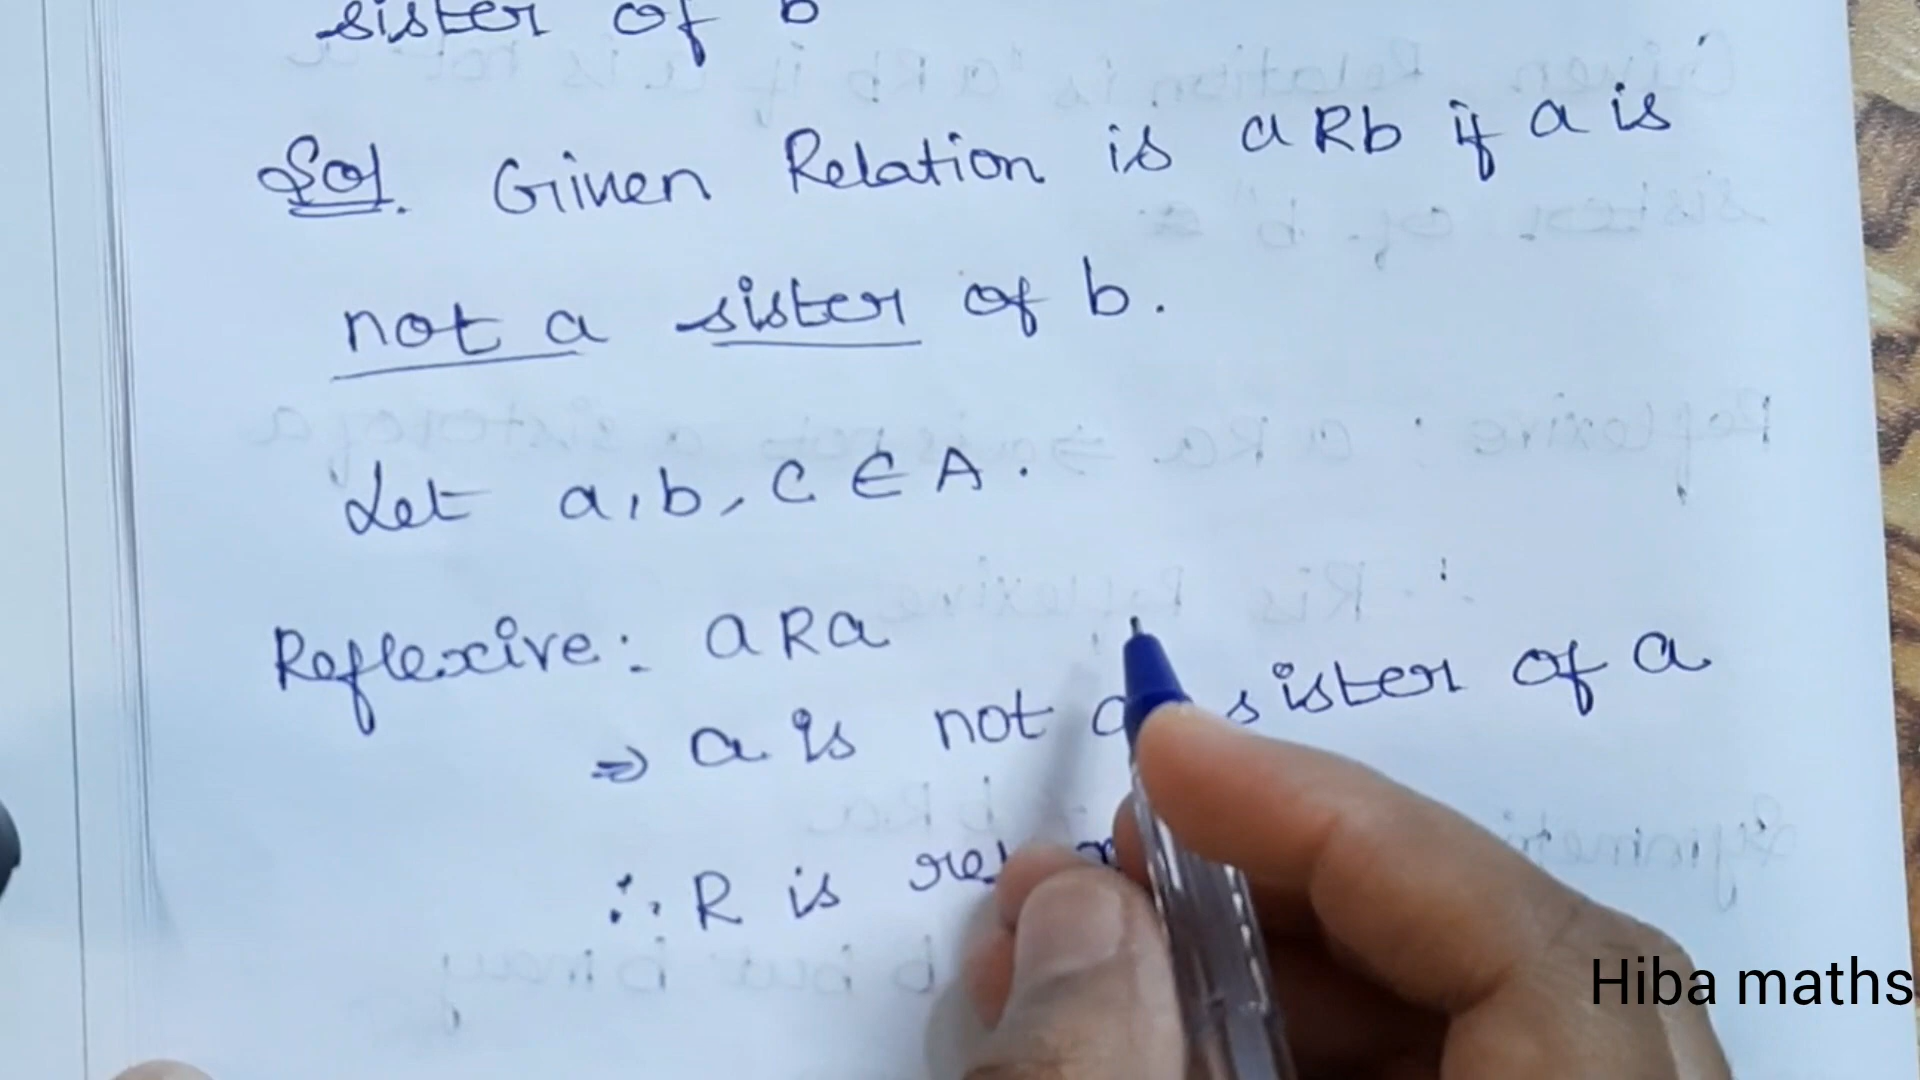 sister of b
Sol. Given Relation is aRb if a is
not a sister of b.
Let a, b, c ∈ A.
Reflexive: aRa
⇒ a is not a sister of a
∴ R is
Hiba maths